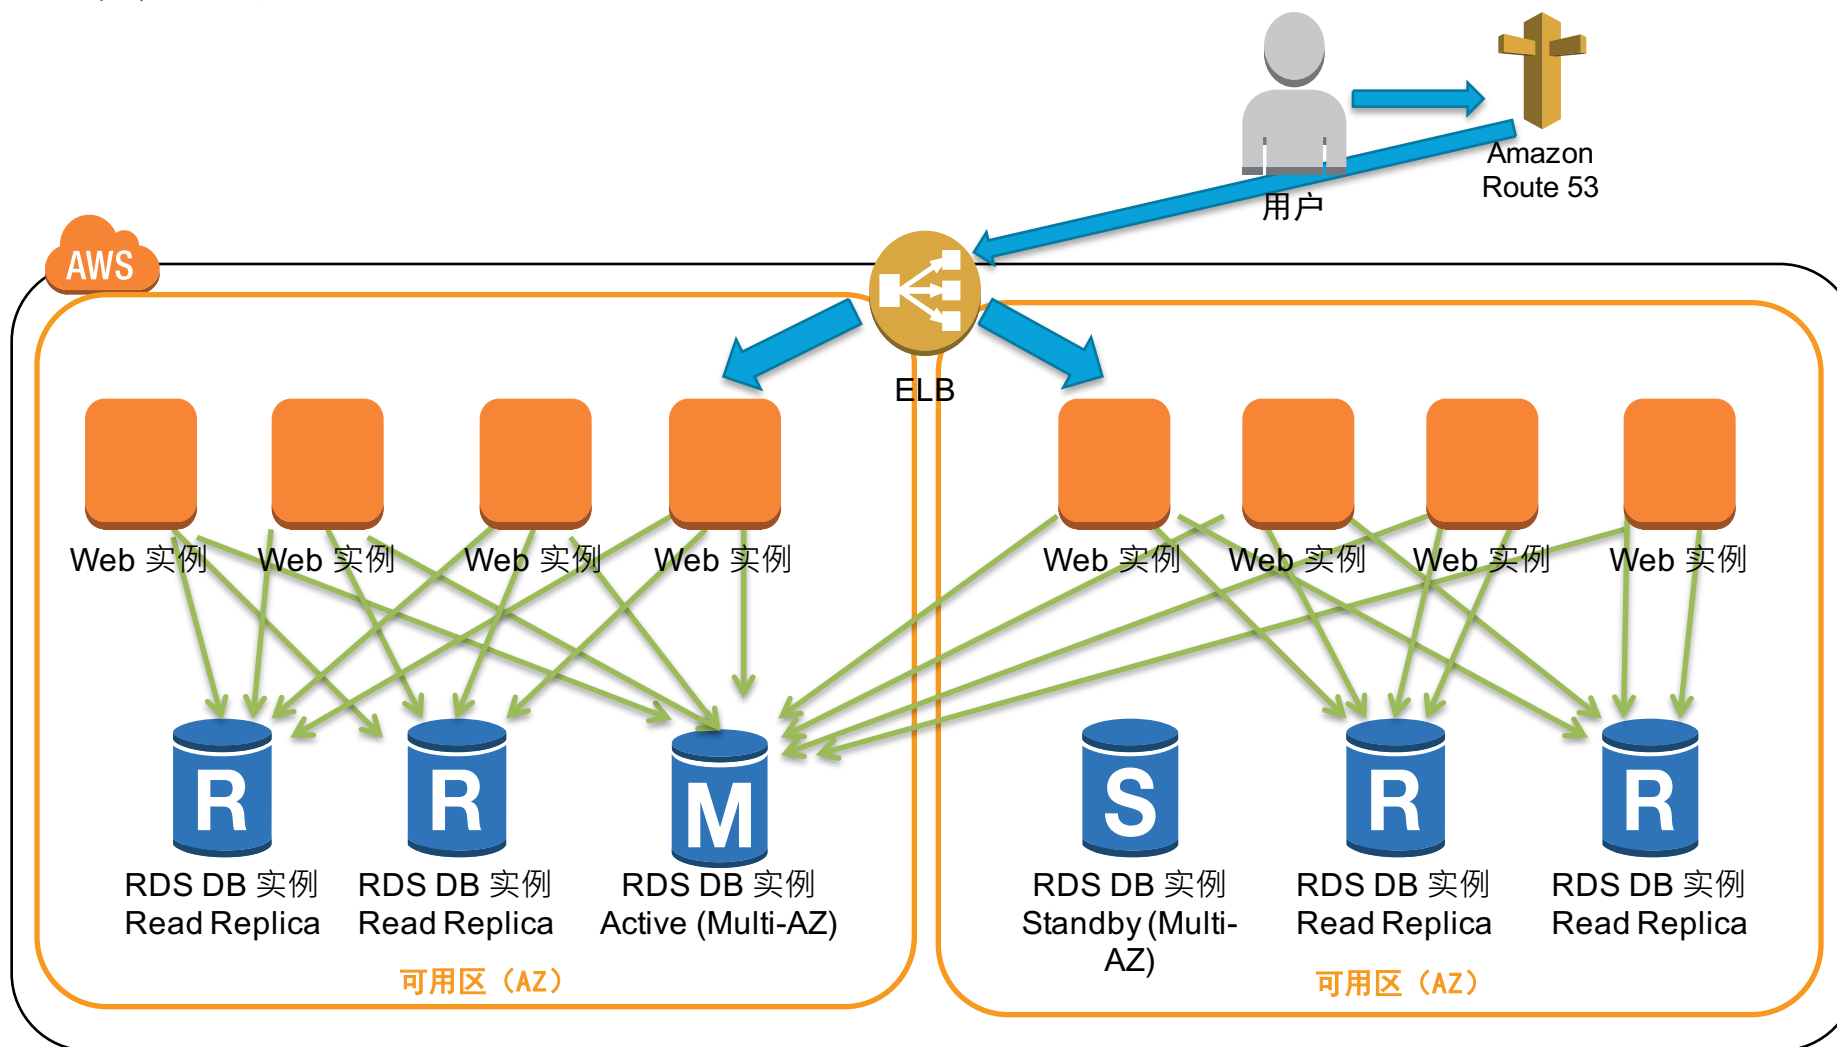 Amazon
Route 53
用户
AWS
ELB
Web 实例
Web 实例
Web 实例
Web 实例
Web 实例
Web 实例
Web 实例
Web 实例
R
R
M
S
R
R
RDS DB 实例
Read Replica
RDS DB 实例
Read Replica
RDS DB 实例
Active (Multi-AZ)
RDS DB 实例
Standby (Multi-
AZ)
RDS DB 实例
Read Replica
RDS DB 实例
Read Replica
可用区（AZ）
可用区（AZ）